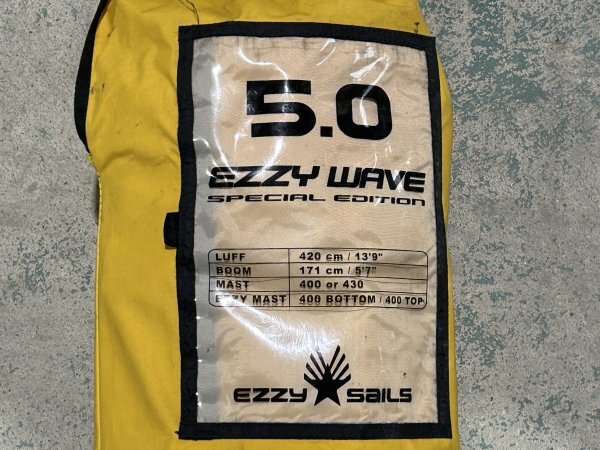 5.0
EZZY WAVE
SPECIAL EDITION
LUFF 420 cm / 13'9"
BOOM 171 cm / 5'7"
MAST 400 or 430
EZZY MAST 400 BOTTOM / 400 TOP
EZZY SAILS